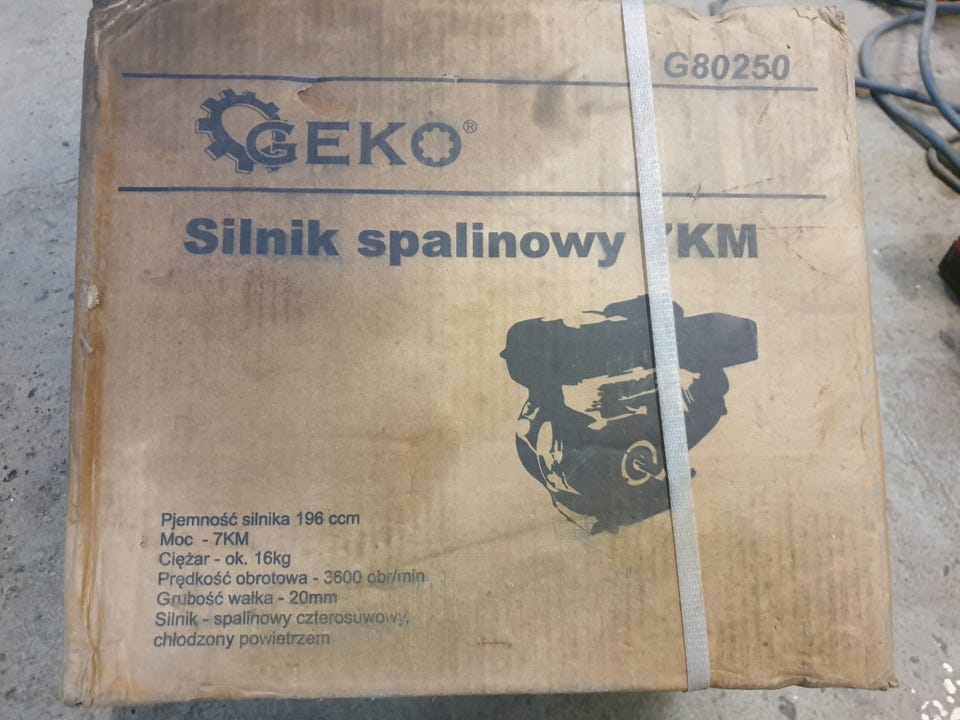 G80250
GEKO®
Silnik spalinowy 7KM
Pjemność silnika 196 ccm
Moc - 7KM
Ciężar - ok. 16kg
Prędkość obrotowa - 3600 obr/min
Grubość wałka - 20mm
Silnik - spalinowy czterosuwowy,
chłodzony powietrzem